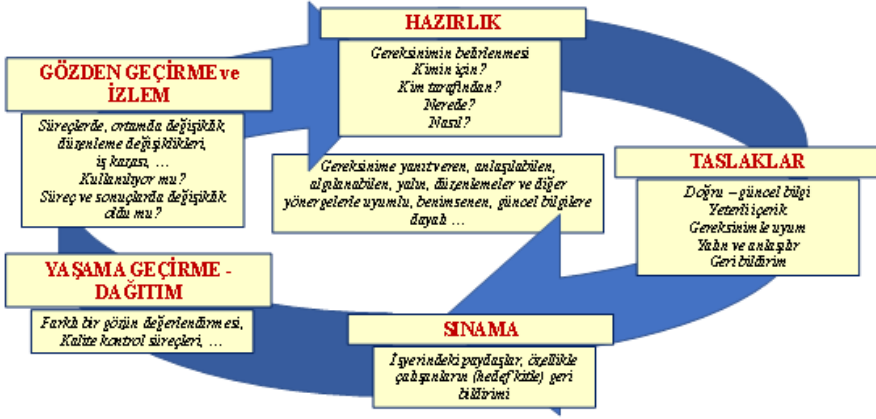 HAZIRLIK
Gereksinimin belirlenmesi
Kimin için?
Kim tarafından?
Nerede?
Nasıl?
TASLAKLAR
Doğru – güncel bilgi
Yeterli içerik
Gereksinimle uyum
Yalın ve anlaşılır
Geri bildirim
SINAMA
İşyerindeki paydaşlar, özellikle
çalışanların (hedef kitle) geri
bildirimi
YAŞAMA GEÇİRME -
DAĞITIM
Farklı bir gözün değerlendirmesi,
Kalite kontrol süreçleri, …
GÖZDEN GEÇİRME ve
İZLEM
Süreçlerde, ortamda değişiklik,
düzenleme değişiklikleri,
iş kazası, …
Kullanılıyor mu?
Süreç ve sonuçlarda değişiklik
oldu mu?
Gereksinime yanıt veren, anlaşılabilen,
algılanabilen, yalın, düzenlemeler ve diğer
yönergelerle uyumlu, benimsenen, güncel bilgilere
dayalı …